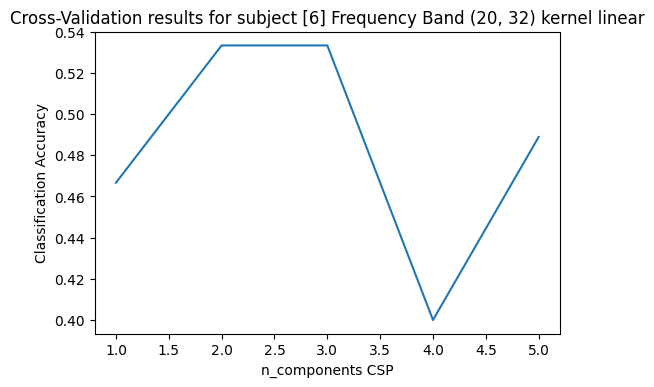 Cross-Validation results for subject [6] Frequency Band (20, 32) kernel linear
0.54
0.52
0.50
0.48
0.46
0.44
0.42
0.40
Classification Accuracy
1.0 1.5 2.0 2.5 3.0 3.5 4.0 4.5 5.0
n_components CSP